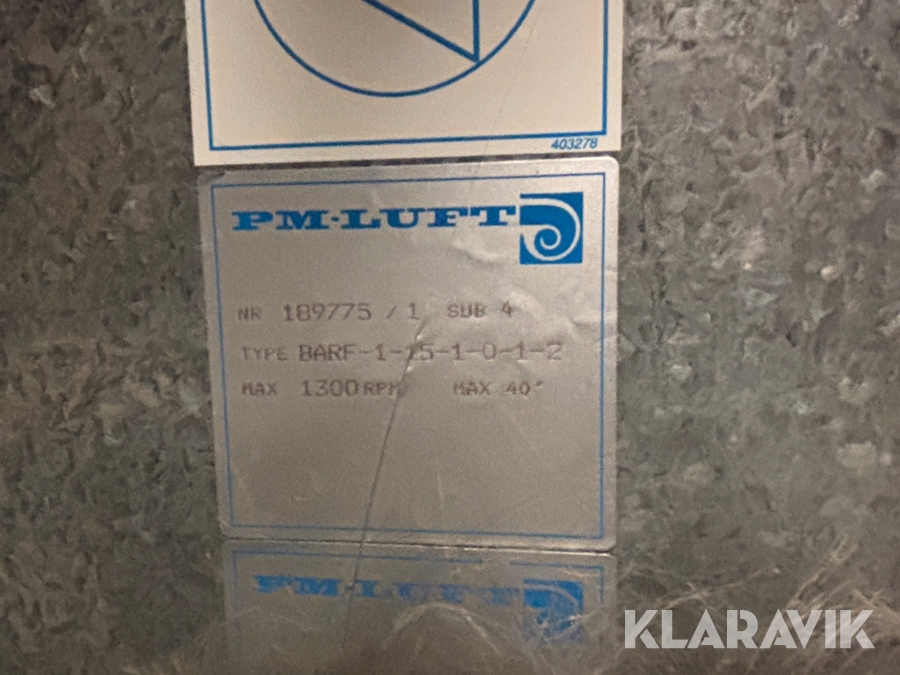 403278
PM-LUFT
NR 189775 / 1 SUB 4
TYPE BARF-1-15-1-0-1-2
MAX 1300 RPM MAX 40°
PM-LUFT
KLARAVIK